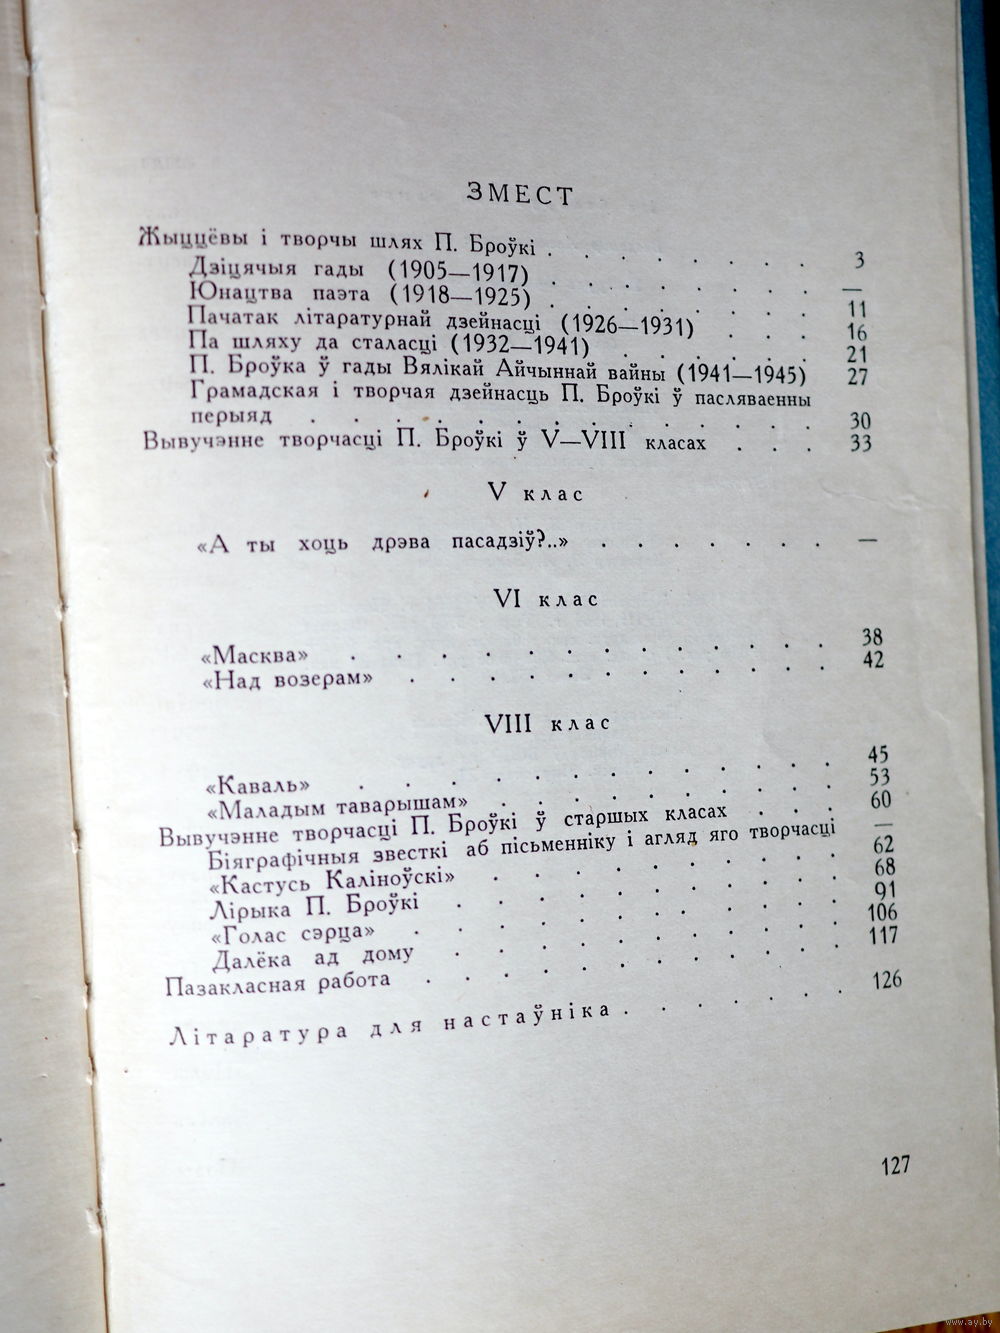 ЗМЕСТ
Жыццёвы і творчы шлях П. Броўкі . . . . . . . 3
Дзіцячыя гады (1905—1917) . . . . . . . —
Юнацтва паэта (1918—1925) . . . . . . . 11
Пачатак літаратурнай дзейнасці (1926—1931) . . . 16
Па шляху да сталасці (1932—1941) . . . . . . 21
П. Броўка ў гады Вялікай Айчыннай вайны (1941—1945) 27
Грамадская і творчая дзейнасць П. Броўкі ў пасляваенны
перыяд . . . . . . . . . . . . 30
Вывучэнне творчасці П. Броўкі ў V—VIII класах . . . 33
V клас
«А ты хоць дрэва пасадзіў?..» . . . . . . . —
VI клас
«Масква» . . . . . . . . . . . 38
«Над возерам» . . . . . . . . . . 42
VIII клас
«Каваль» . . . . . . . . . . . 45
«Маладым таварышам» . . . . . . . . . 53
Вывучэнне творчасці П. Броўкі ў старшых класах . . . 60
Біяграфічныя звесткі аб пісьменніку і агляд яго творчасці —
«Кастусь Каліноўскі» . . . . . . . . . 62
Лірыка П. Броўкі . . . . . . . . . . 68
«Голас сэрца» . . . . . . . . . . 91
Далёка ад дому . . . . . . . . . . 106
Пазакласная работа . . . . . . . . . . 117
Літаратура для настаўніка . . . . . . . 126
127
www.ay.by